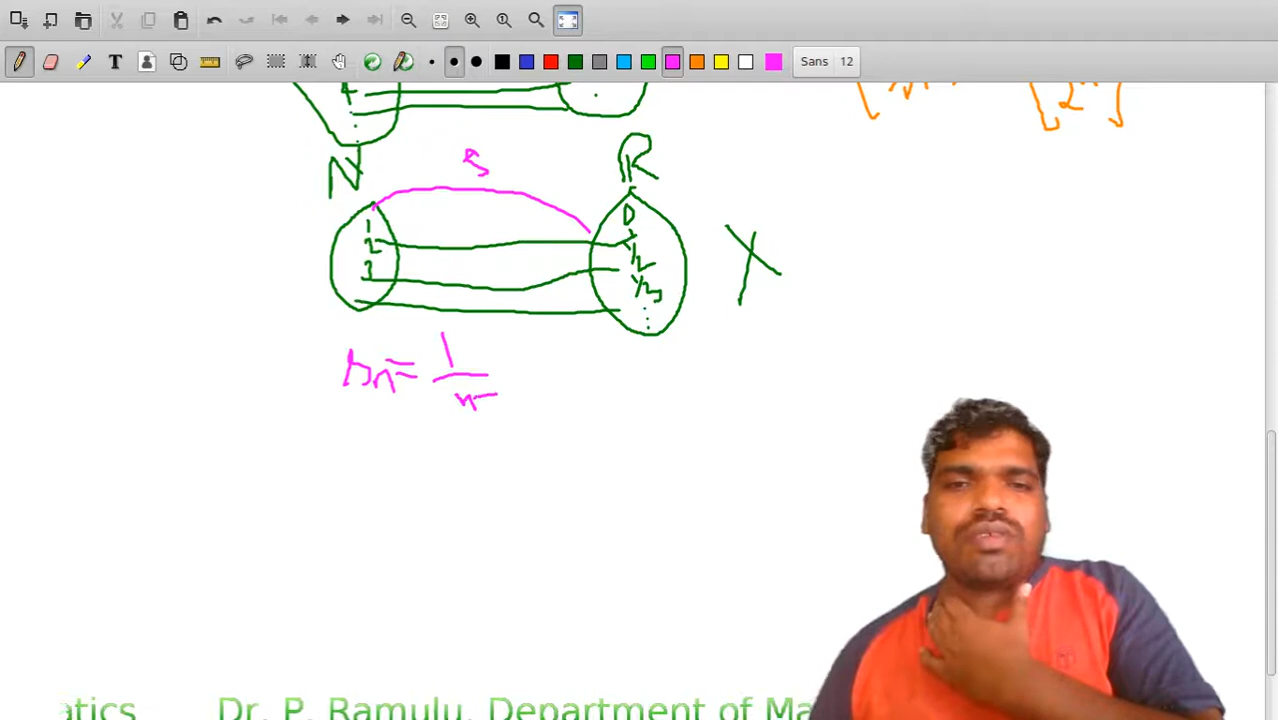 Sans 12
N
R
S
1
2
3
0
1
1/2
1/3
⋮
Sn = 1/n
atics Dr. P. Ramulu, Department of Ma